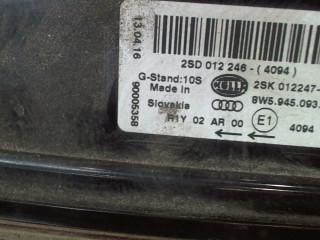 13.04.16
90005358
2SD 012 246-(4094)
G-Stand:10S
2SK 012247-
Made in
Slovakia
8W5.945.093.
R1Y 02 AR 00
E1
4094